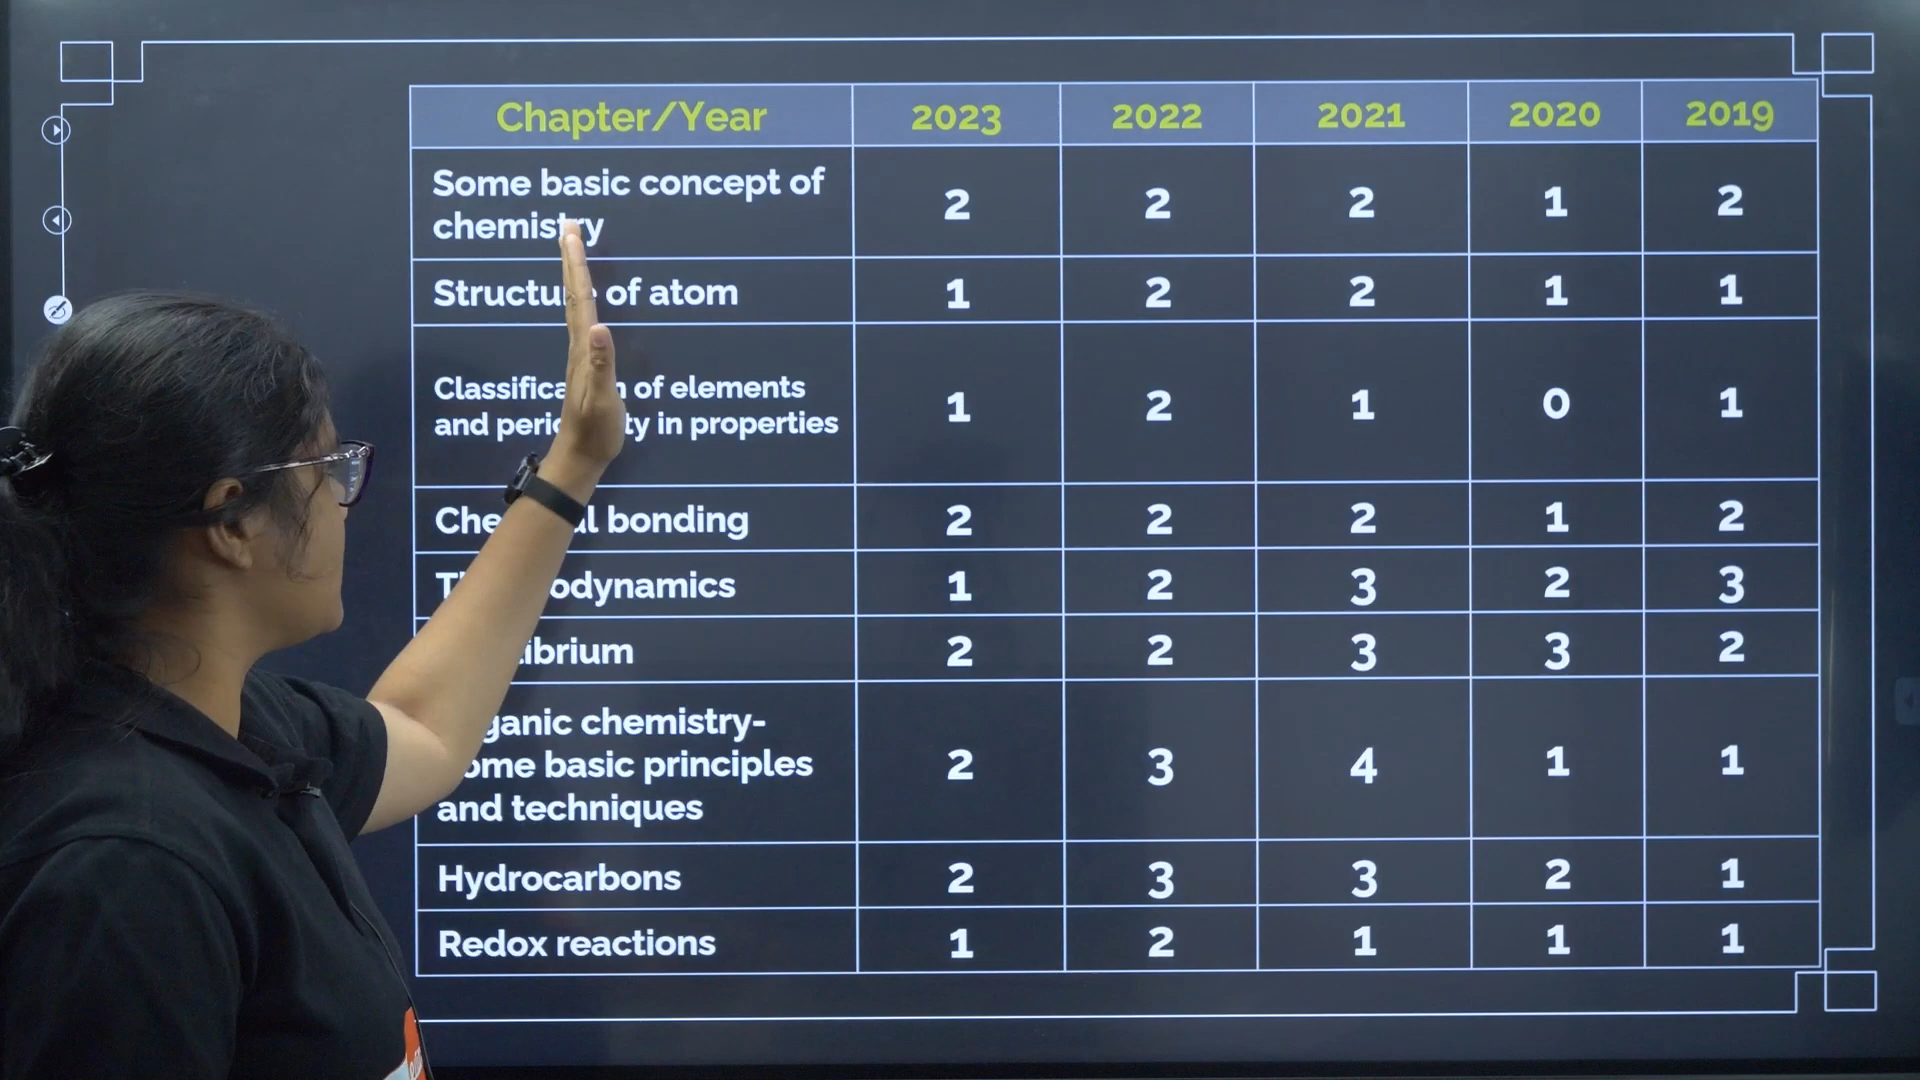 Chapter/Year 2023 2022 2021 2020 2019
Some basic concept of
chemistry 2 2 2 1 2
of atom 1 2 2 1 1
of elements
and in properties 1 2 1 0 1
bonding 2 2 2 1 2
1 2 3 2 3
2 2 3 3 2
chemistry-
basic principles
and techniques 2 3 4 1 1
Hydrocarbons 2 3 3 2 1
Redox reactions 1 2 1 1 1